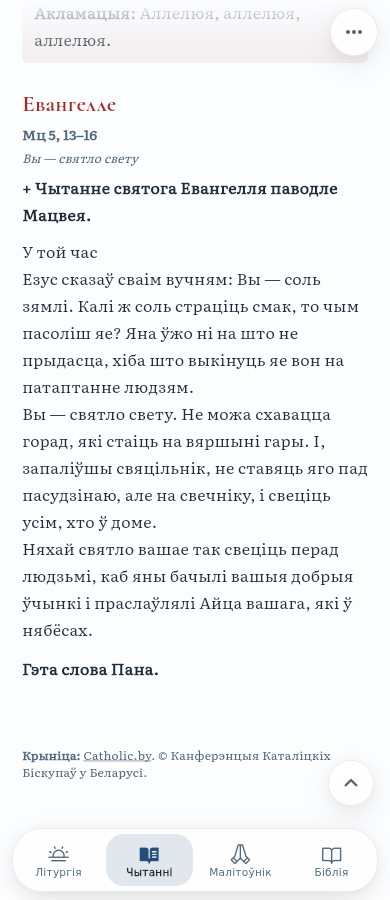 Акламацыя: Аллелюя, аллелюя,
аллелюя.
Евангелле
Мц 5, 13–16
Вы — святло свету
+ Чытанне святога Евангелля паводле
Мацвея.
У той час
Езус сказаў сваім вучням: Вы — соль
зямлі. Калі ж соль страціць смак, то чым
пасоліш яе? Яна ўжо ні на што не
прыдасца, хіба што выкінуць яе вон на
патаптанне людзям.
Вы — святло свету. Не можа схавацца
горад, які стаіць на вяршыні гары. І,
запаліўшы свяцільнік, не ставяць яго пад
пасудзінаю, але на свечніку, і свеціць
усім, хто ў доме.
Няхай святло вашае так свеціць перад
людзьмі, каб яны бачылі вашыя добрыя
ўчынкі і праслаўлялі Айца вашага, які ў
нябёсах.
Гэта слова Пана.
Крыніца: Catholic.by. © Канферэнцыя Каталіцкіх
Біскупаў у Беларусі.
Літургія
Чытанні
Малітоўнік
Біблія